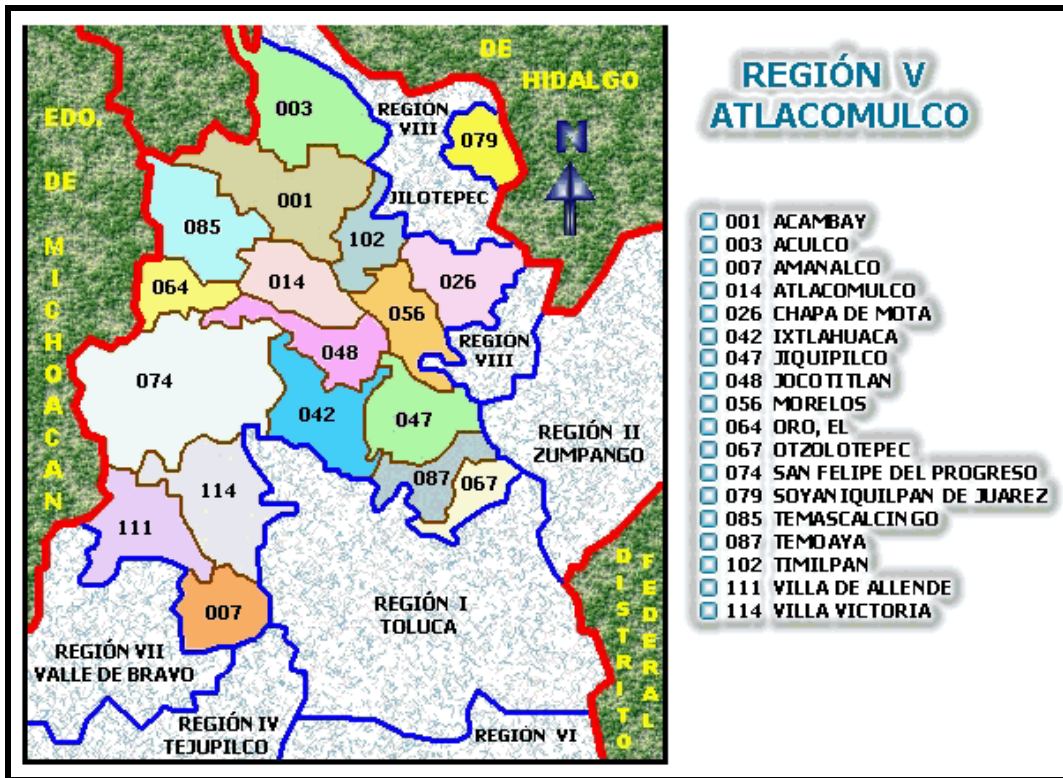 EDO.
DE
MICHOACAN
DE
HIDALGO
N
003
REGIÓN
VIII
079
JILOTEPEC
001
085
102
064
014
026
056
048
REGIÓN
VIII
074
042
047
REGIÓN II
ZUMPANGO
087
067
114
111
007
REGIÓN I
TOLUCA
REGIÓN VII
VALLE DE BRAVO
REGIÓN IV
TEJUPILCO
REGIÓN VI
DISTRITO
FEDERAL
REGIÓN V
ATLACOMULCO
001 ACAMBAY
003 ACULCO
007 AMANALCO
014 ATLACOMULCO
026 CHAPA DE MOTA
042 IXTLAHUACA
047 JIQUIPILCO
048 JOCOTITLAN
056 MORELOS
064 ORO, EL
067 OTZOLOTEPEC
074 SAN FELIPE DEL PROGRESO
079 SOYANIQUILPAN DE JUAREZ
085 TEMASCALCINGO
087 TEMOAYA
102 TIMILPAN
111 VILLA DE ALLENDE
114 VILLA VICTORIA